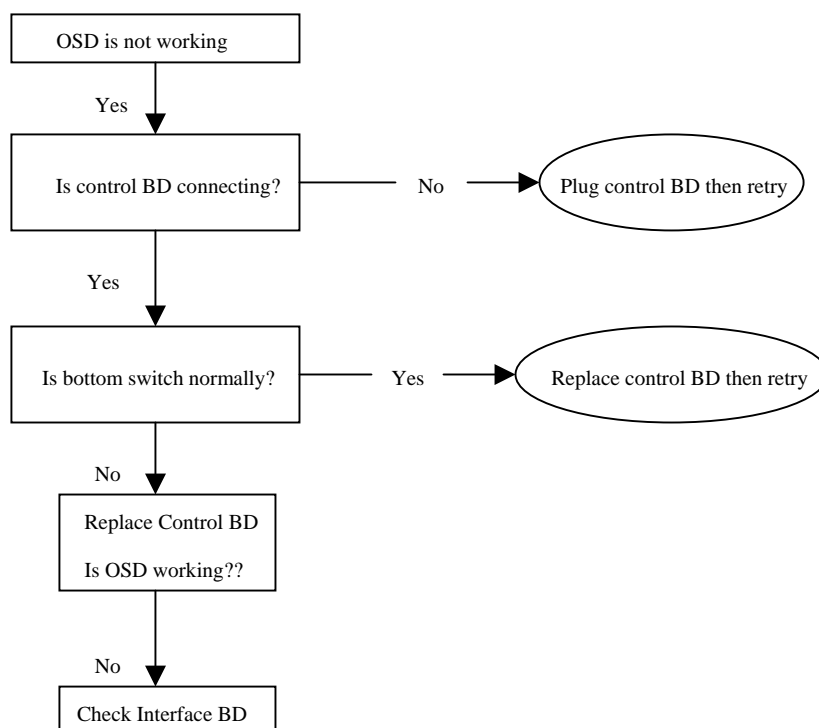 OSD is not working
Yes
Is control BD connecting?
No
Plug control BD then retry
Yes
Is bottom switch normally?
Yes
Replace control BD then retry
No
Replace Control BD
Is OSD working??
No
Check Interface BD